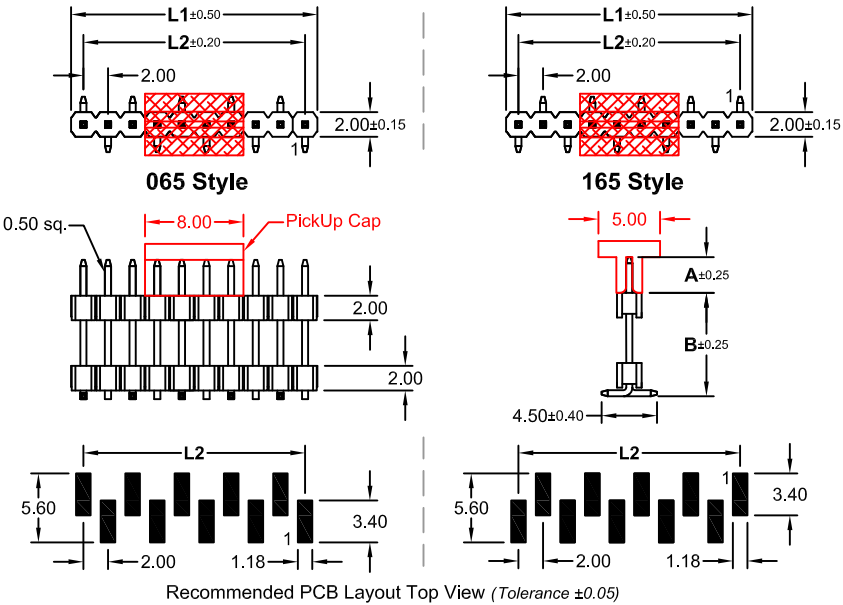 L1±0.50
L2±0.20
2.00
2.00±0.15
1
065 Style
L1±0.50
L2±0.20
2.00
1
2.00±0.15
165 Style
0.50 sq.
8.00
PickUp Cap
2.00
2.00
5.00
A±0.25
B±0.25
4.50±0.40
L2
5.60
3.40
1
2.00
1.18
L2
1
5.60
3.40
2.00
1.18
Recommended PCB Layout Top View (Tolerance ±0.05)